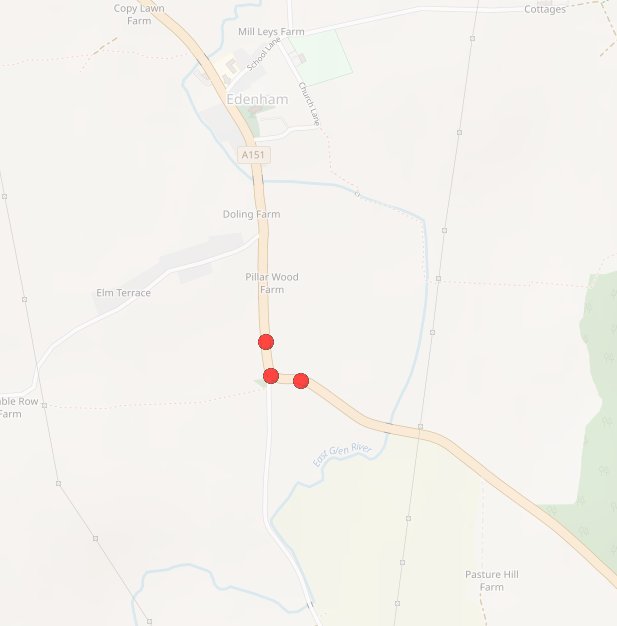 Copy Lawn
Farm
Mill Leys Farm
Cottages
School Lane
Edenham
Church Lane
A151
Doling Farm
Pillar Wood
Farm
Elm Terrace
ble Row
Farm
East Glen River
Pasture Hill
Farm